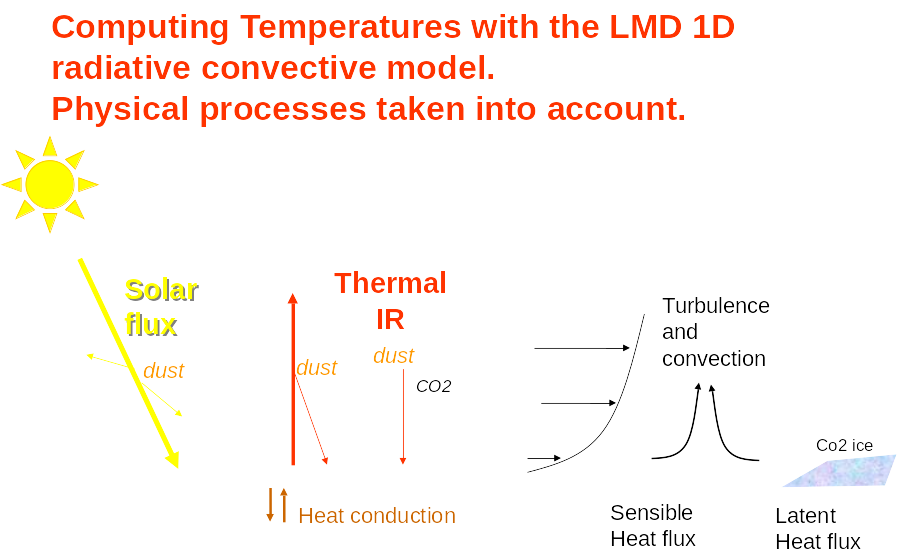 Computing Temperatures with the LMD 1D
radiative convective model.
Physical processes taken into account.
Solar
flux
dust
Thermal
IR
dust
dust
CO2
Turbulence
and
convection
Co2 ice
Heat conduction
Sensible
Heat flux
Latent
Heat flux